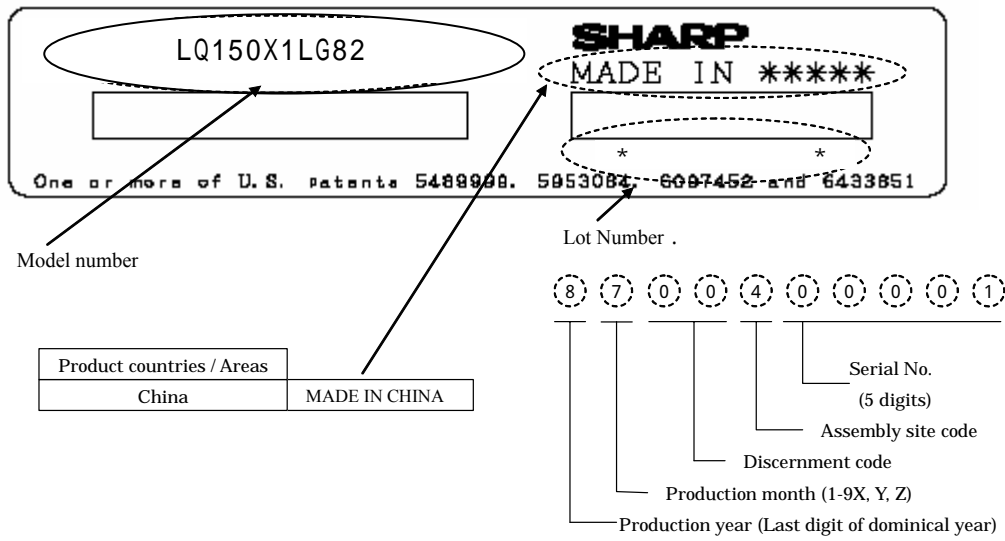 LQ150X1LG82
SHARP
MADE IN *****
* *
One or more of U.S. Patents 5489999. 5953084. 6097452 and 6433851
Model number
Lot Number .
8 7 0 0 4 0 0 0 0 1
Product countries / Areas
China MADE IN CHINA
Serial No.
(5 digits)
Assembly site code
Discernment code
Production month (1-9X, Y, Z)
Production year (Last digit of dominical year)